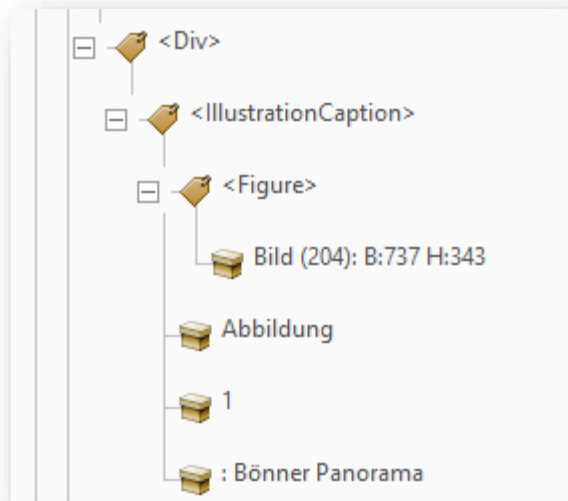 <Div>
<IllustrationCaption>
<Figure>
Bild (204): B:737 H:343
Abbildung
1
: Bönner Panorama